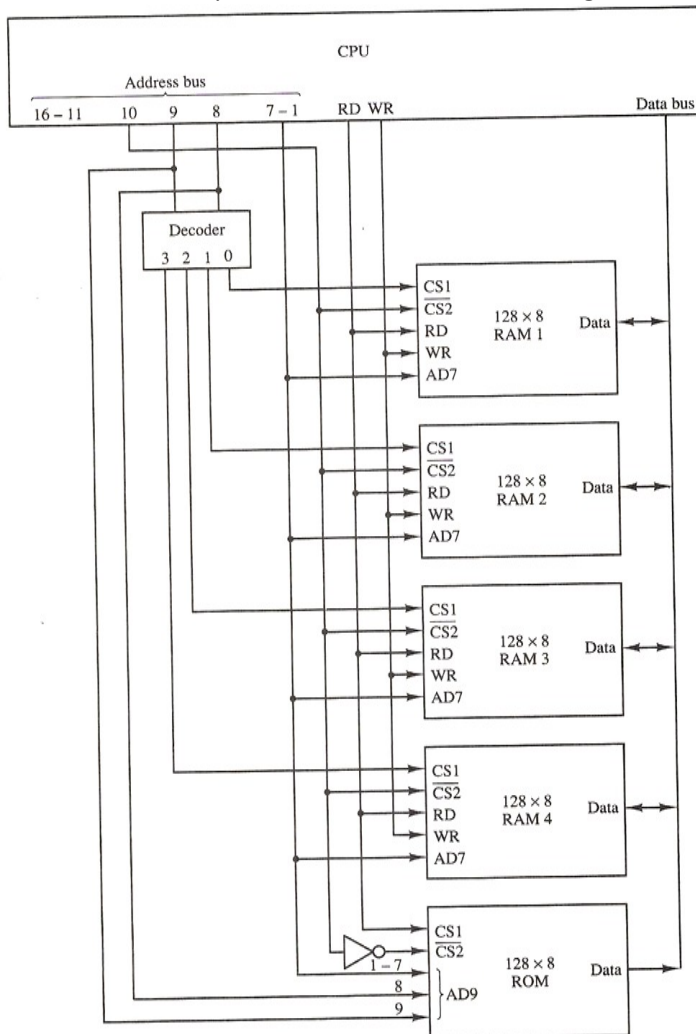 CPU
Address bus
16 – 11 10 9 8 7 – 1 RD WR Data bus
Decoder
3 2 1 0
CS1
CS2
RD
WR
AD7
128 × 8
RAM 1
Data
CS1
CS2
RD
WR
AD7
128 × 8
RAM 2
Data
CS1
CS2
RD
WR
AD7
128 × 8
RAM 3
Data
CS1
CS2
RD
WR
AD7
128 × 8
RAM 4
Data
CS1
CS2
1 – 7
8
9
AD9
128 × 8
ROM
Data